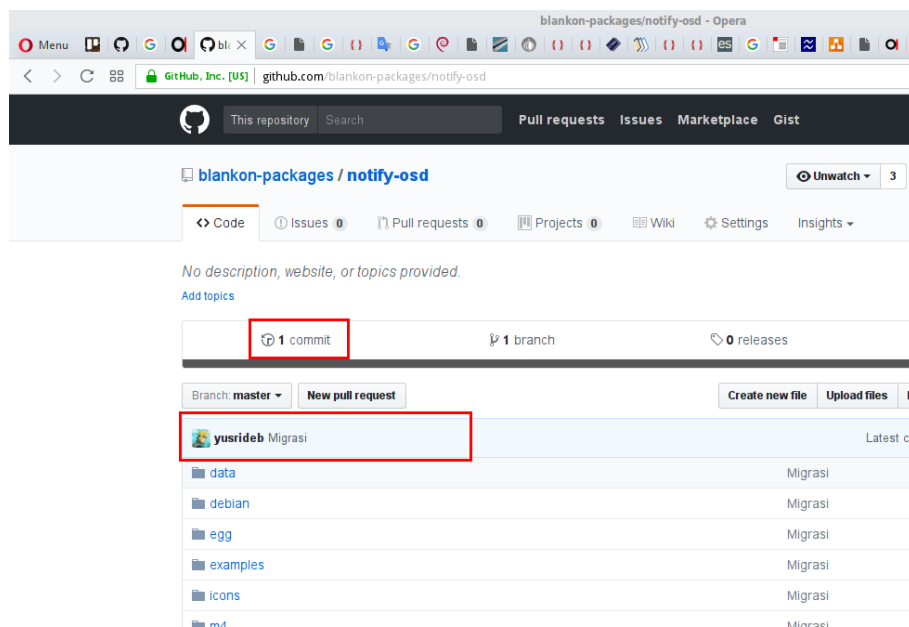 blankon-packages/notify-osd - Opera
Menu
bl
es
GitHub, Inc. [US]
github.com/blankon-packages/notify-osd
This repository
Search
Pull requests
Issues
Marketplace
Gist
blankon-packages / notify-osd
Unwatch
3
Code
Issues 0
Pull requests 0
Projects 0
Wiki
Settings
Insights
No description, website, or topics provided.
Add topics
1 commit
1 branch
0 releases
Branch: master
New pull request
Create new file
Upload files
yusrideb Migrasi
Latest c
data
Migrasi
debian
Migrasi
egg
Migrasi
examples
Migrasi
icons
Migrasi
m4
Migrasi